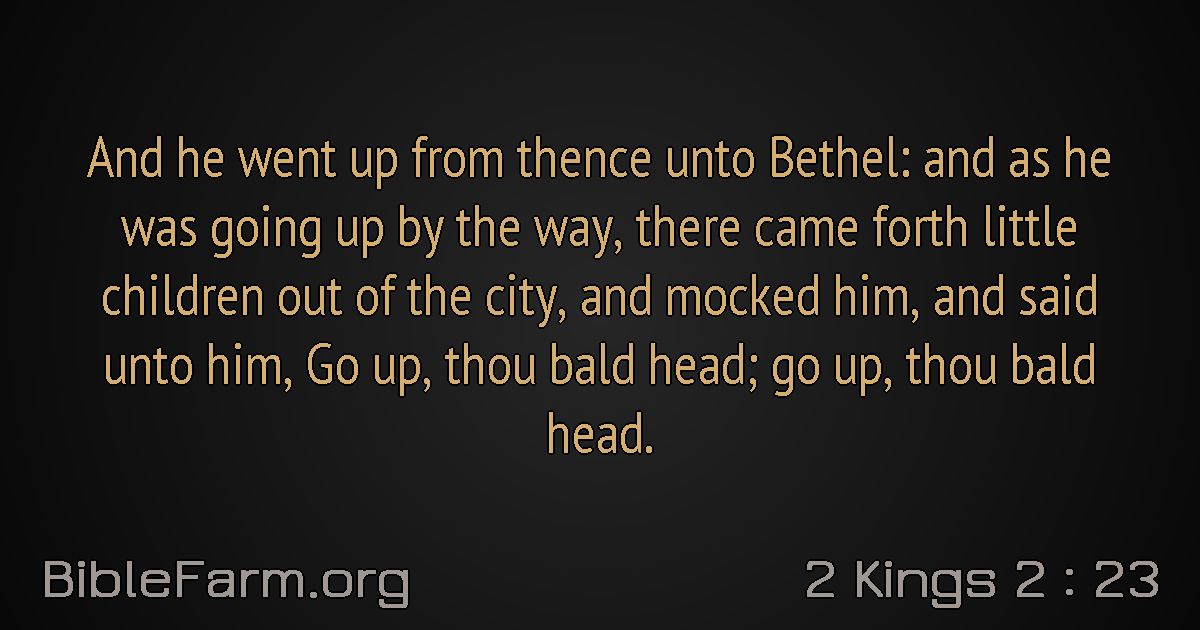 And he went up from thence unto Bethel: and as he
was going up by the way, there came forth little
children out of the city, and mocked him, and said
unto him, Go up, thou bald head; go up, thou bald
head.
BibleFarm.org
2 Kings 2 : 23